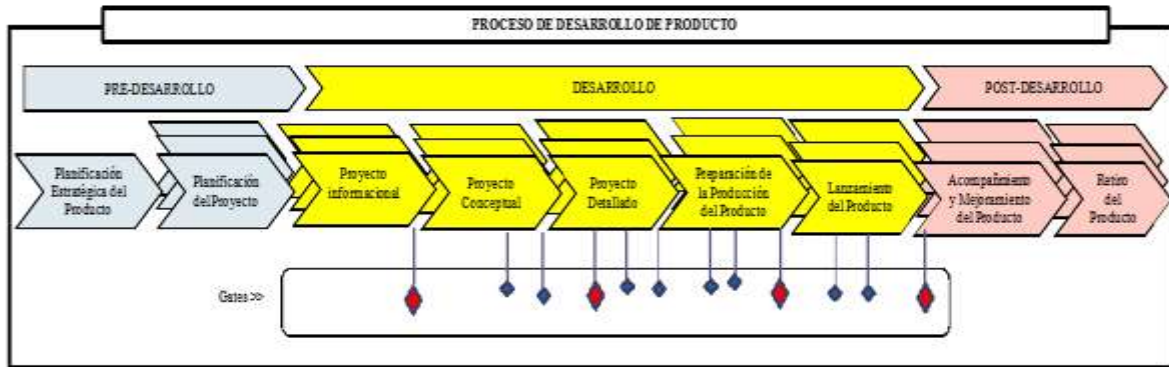 PROCESO DE DESARROLLO DE PRODUCTO
PRE-DESARROLLO
DESARROLLO
POST-DESARROLLO
Planificación
Estratégica del
Producto
Planificación
del Proyecto
Proyecto
informacional
Proyecto
Conceptual
Proyecto
Detallado
Preparación de
la Producción
del Producto
Lanzamiento
del Producto
Acompañimiento
y Mejoramiento
del Producto
Retiro
del
Producto
Gates >>